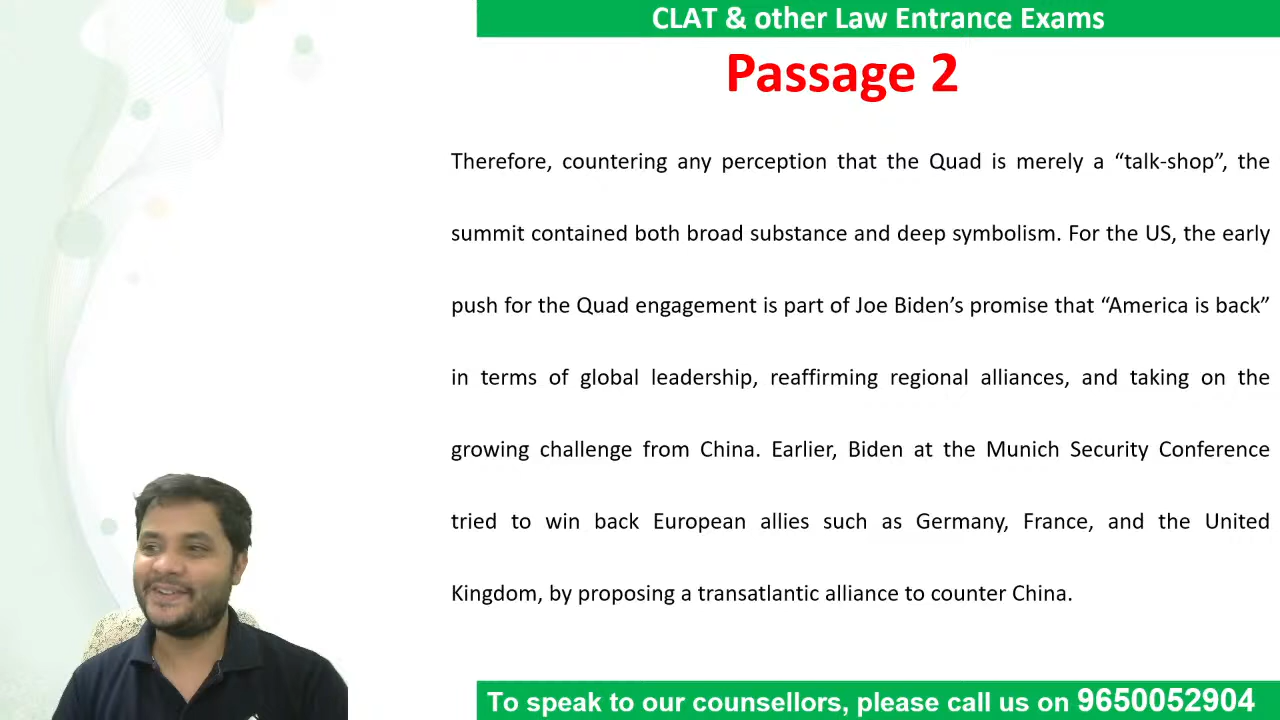 CLAT & other Law Entrance Exams
Passage 2
Therefore, countering any perception that the Quad is merely a “talk-shop”, the
summit contained both broad substance and deep symbolism. For the US, the early
push for the Quad engagement is part of Joe Biden’s promise that “America is back”
in terms of global leadership, reaffirming regional alliances, and taking on the
growing challenge from China. Earlier, Biden at the Munich Security Conference
tried to win back European allies such as Germany, France, and the United
Kingdom, by proposing a transatlantic alliance to counter China.
To speak to our counsellors, please call us on 9650052904